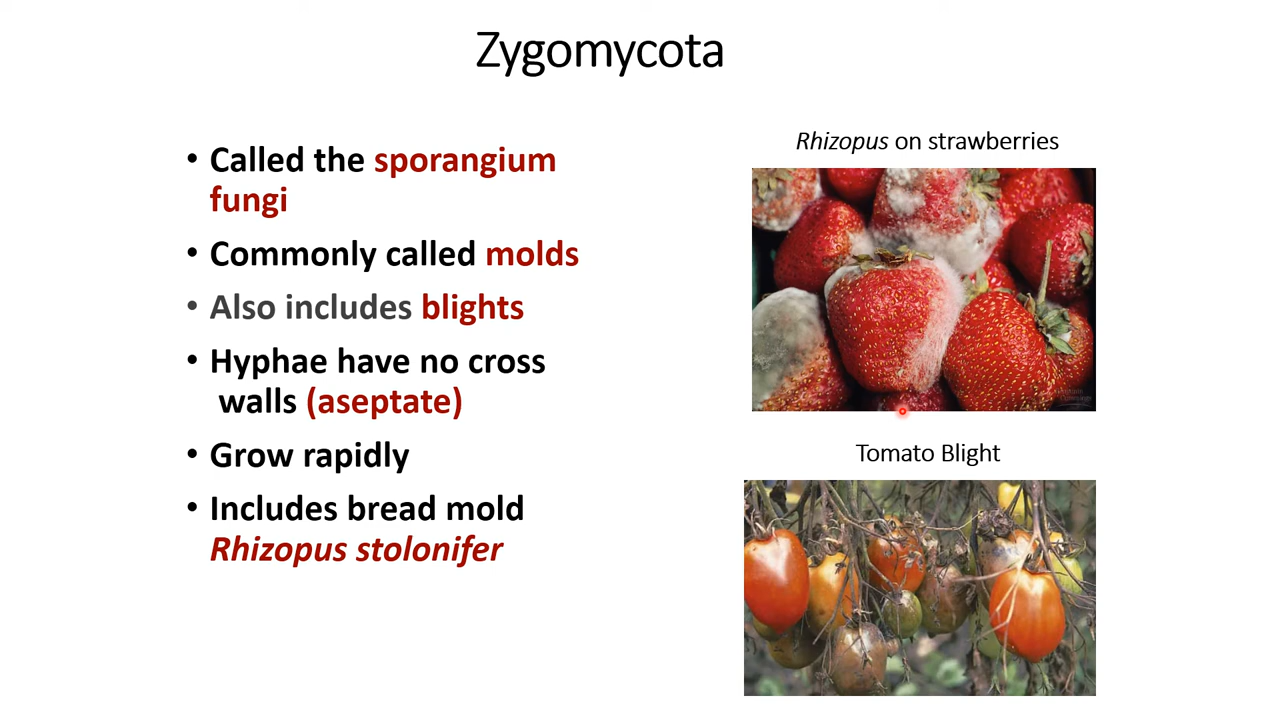 Zygomycota
• Called the sporangium
fungi
• Commonly called molds
• Also includes blights
• Hyphae have no cross
walls (aseptate)
• Grow rapidly
• Includes bread mold
Rhizopus stolonifer
Rhizopus on strawberries
Tomato Blight